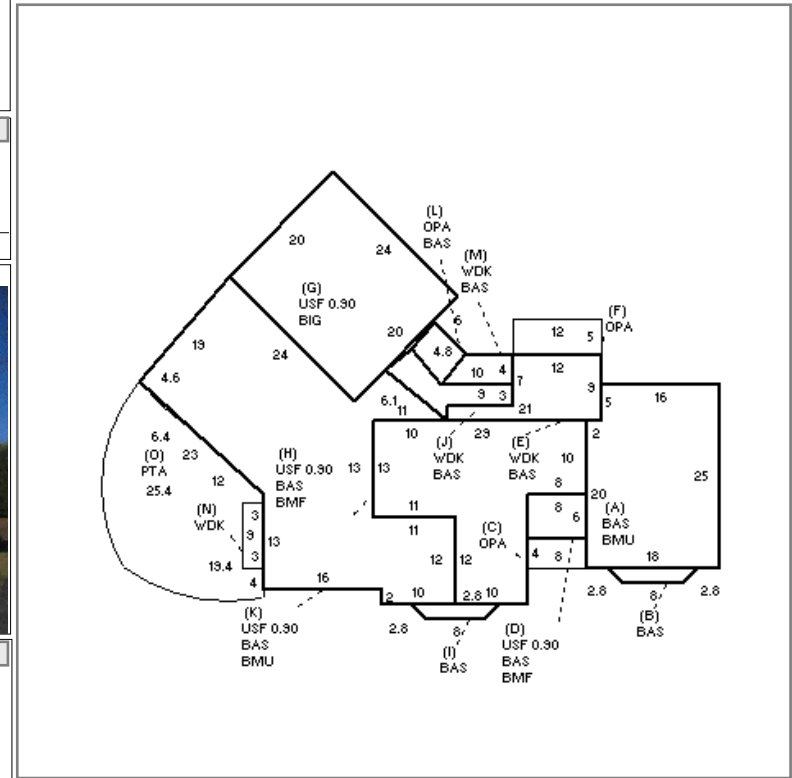 (L)
OPA
BAS
(M)
WDK
BAS
20
24
(G)
USF 0.90
BIG
(F)
OPA
6
12
5
19
20
4.8
24
10
4
12
7
9
4.6
9
3
16
5
6.1
11
21
10
29
2
6.4
23
(O)
PTA
25.4
12
(H)
USF 0.90
BAS
BMF
13
13
(J)
WDK
BAS
(E)
WDK
BAS
10
8
25
20
(A)
BAS
BMU
11
8
6
(N)
WDK
3
9
3
13
11
(C)
OPA
12
12
4
8
18
19.4
4
16
2
10
2.8
10
2.8
8
2.8
(K)
USF 0.90
BAS
BMU
2.8
8
(I)
BAS
(D)
USF 0.90
BAS
BMF
(B)
BAS